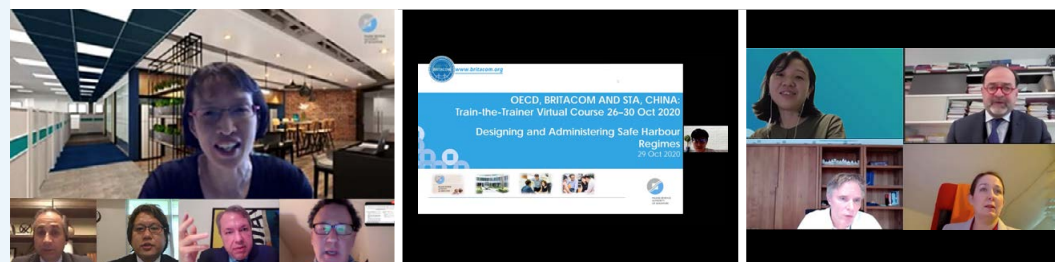 www.britacom.org
OECD, BRITACOM AND STA, CHINA:
Train-the-Trainer Virtual Course 26–30 Oct 2020
Designing and Administering Safe Harbour
Regimes
29 Oct 2020